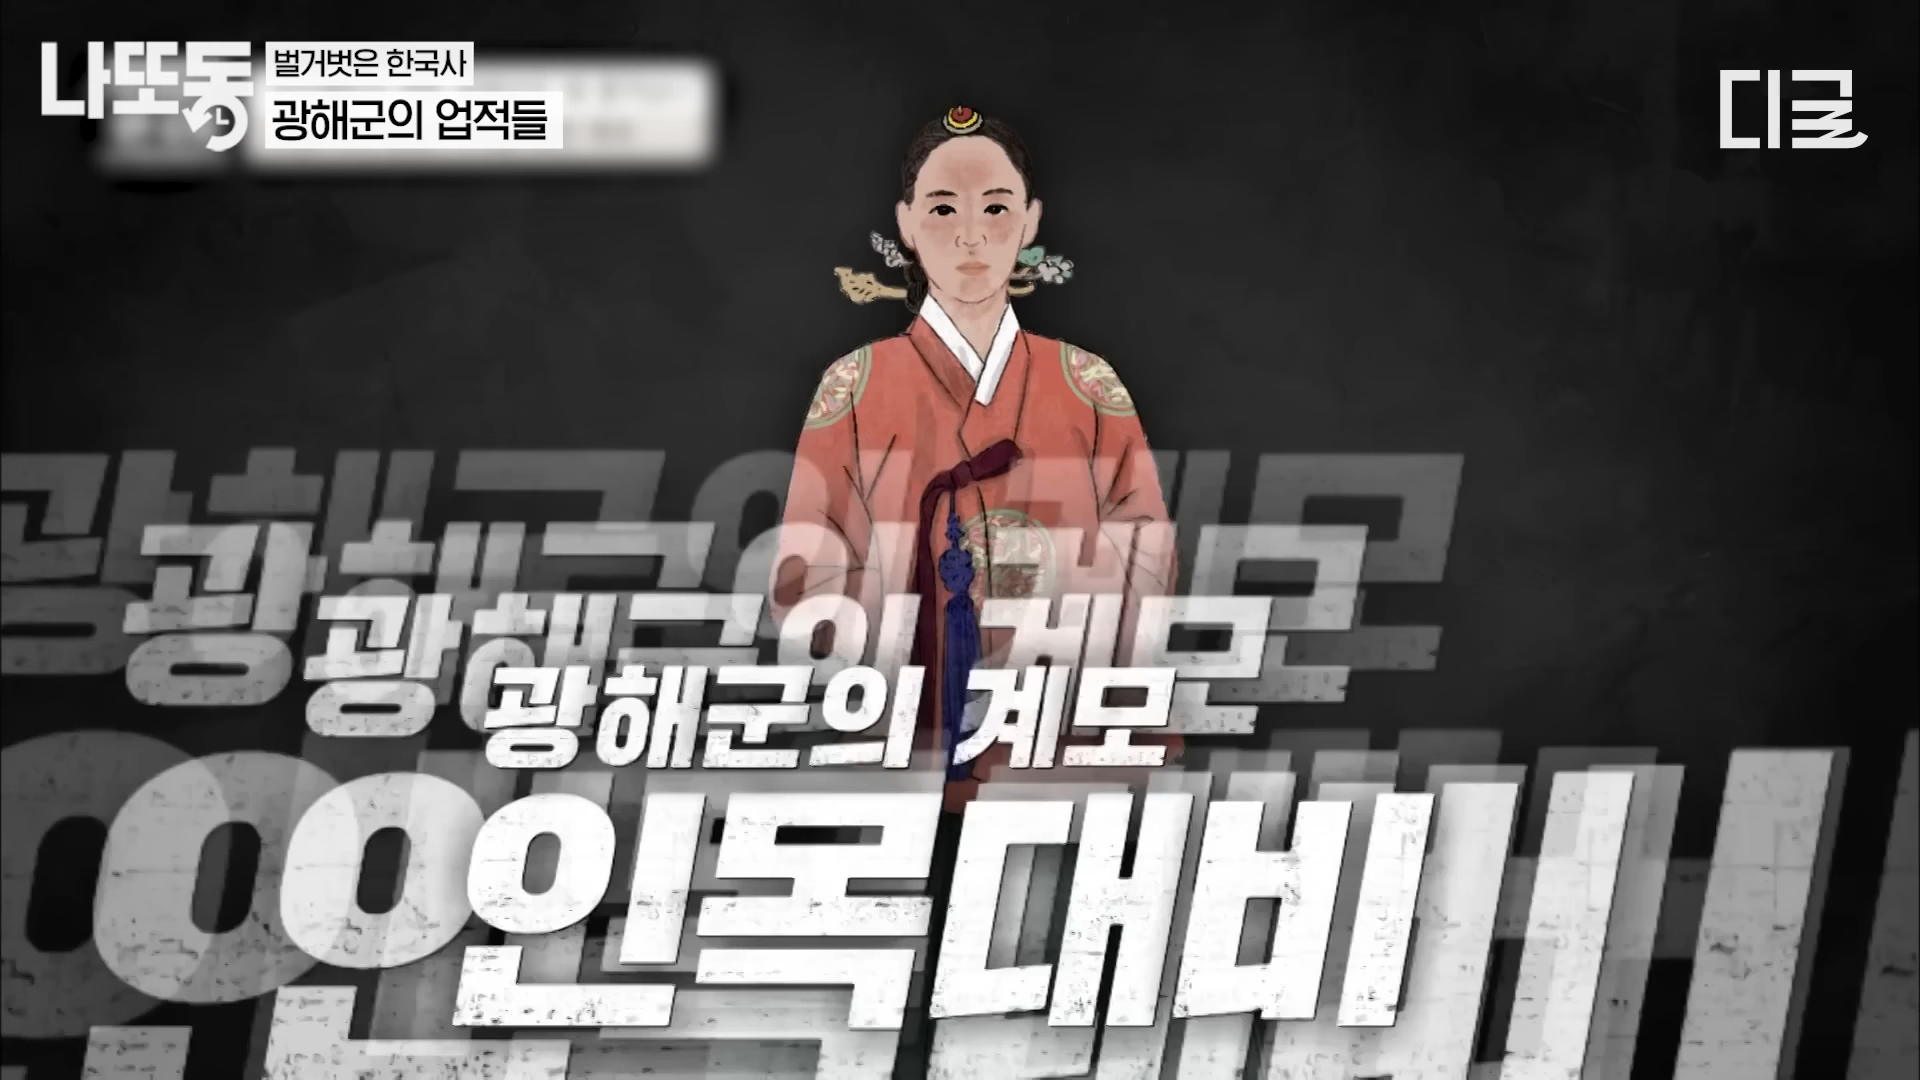 나또동
벌거벗은 한국사
광해군의 업적들
디글
광해군의 계모
인목대비